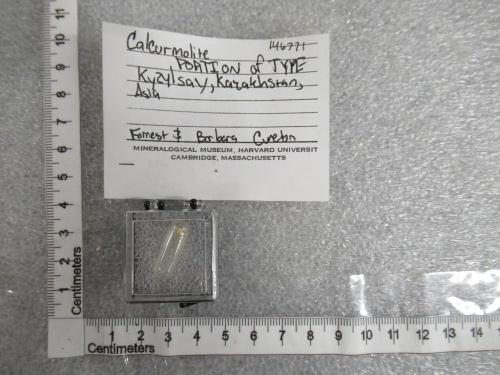 Calcurmolite 146771
PORTION of TYPE
Kyzylsay, Kazakhstan,
Asia
Forrest & Barbara Cureton
MINERALOGICAL MUSEUM, HARVARD UNIVERSIT
CAMBRIDGE, MASSACHUSETTS
11
10
9
8
7
6
5
4
3
2
1
Centimeters
1 2 3 4 5 6 7 8 9 10 11 12 13 14
Centimeters